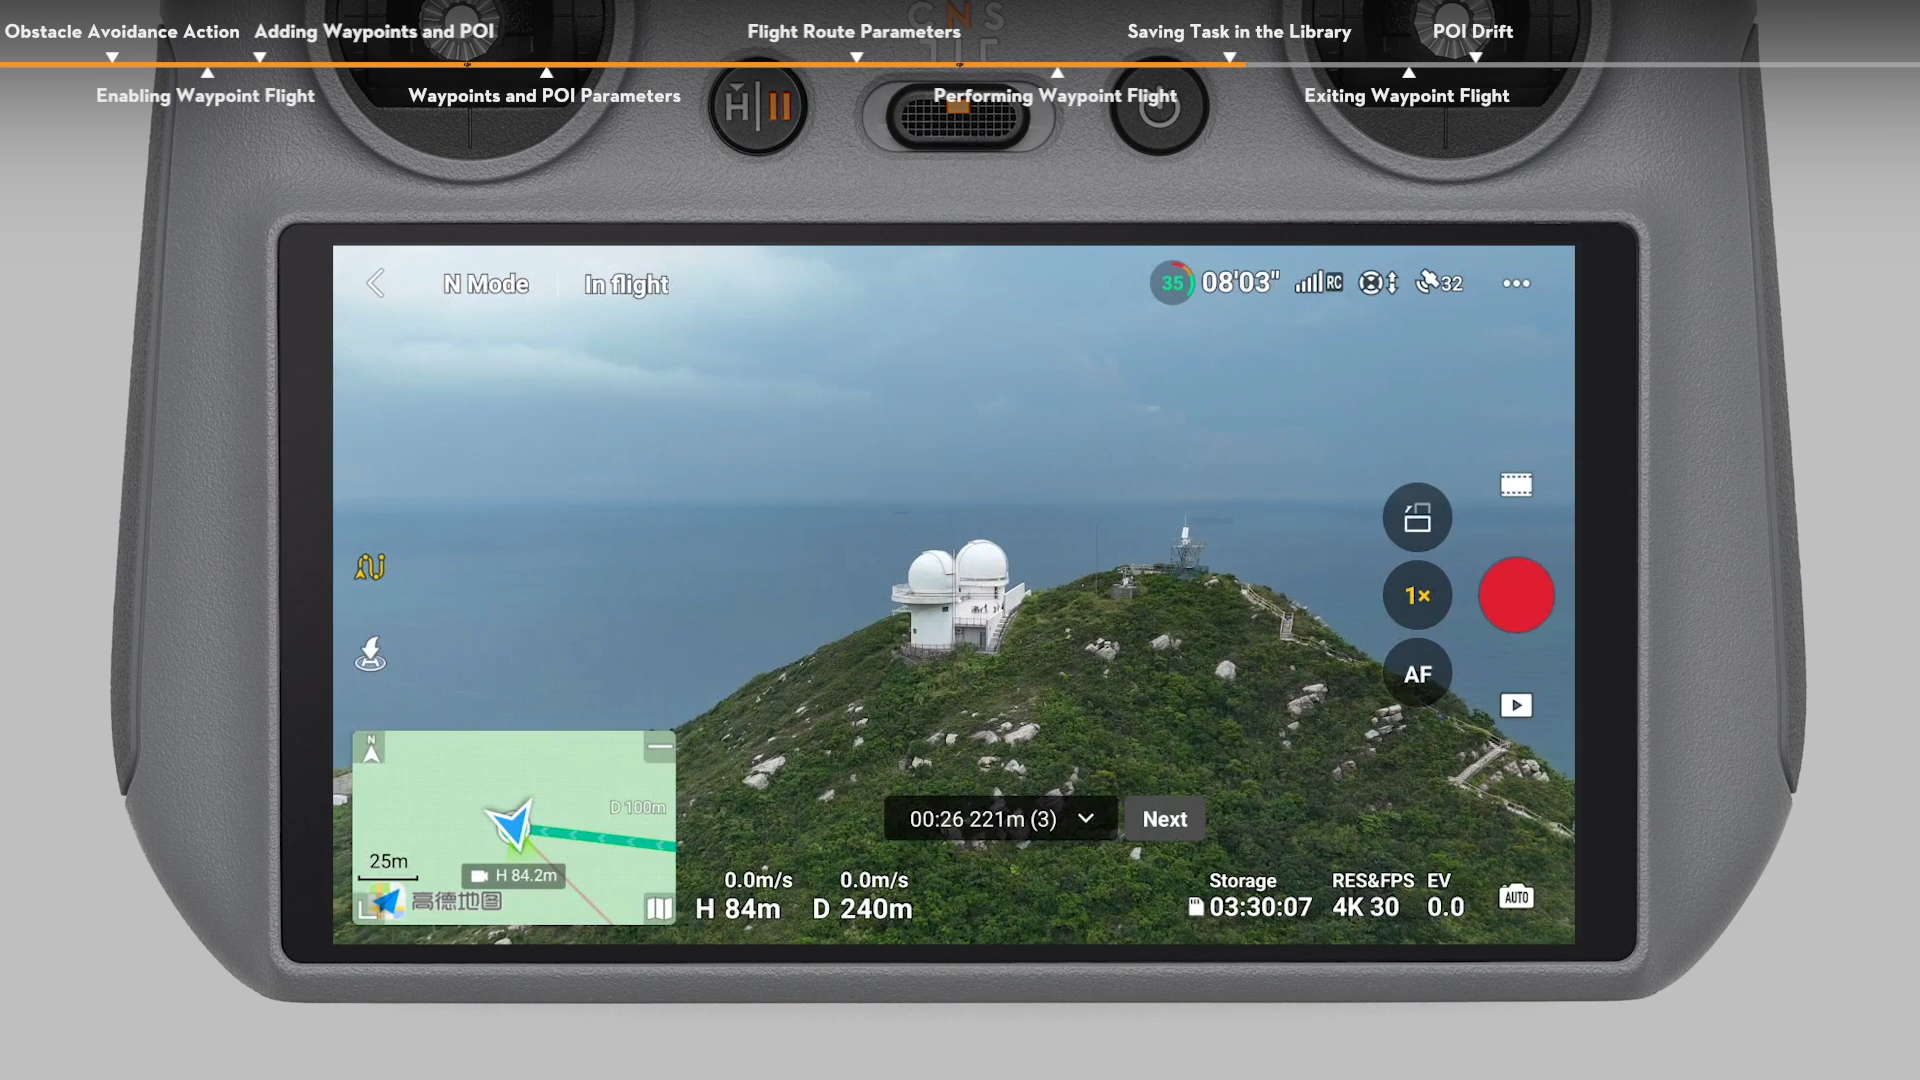 Obstacle Avoidance Action
Adding Waypoints and POI
Flight Route Parameters
Saving Task in the Library
POI Drift
Enabling Waypoint Flight
Waypoints and POI Parameters
Performing Waypoint Flight
Exiting Waypoint Flight
C N S
H
N Mode
In flight
35
08'03"
RC
32
1×
AF
N
D 100m
25m
H 84.2m
高德地图
00:26 221m (3)
Next
0.0m/s
0.0m/s
H 84m
D 240m
Storage
03:30:07
RES&FPS
4K 30
EV
0.0
AUTO